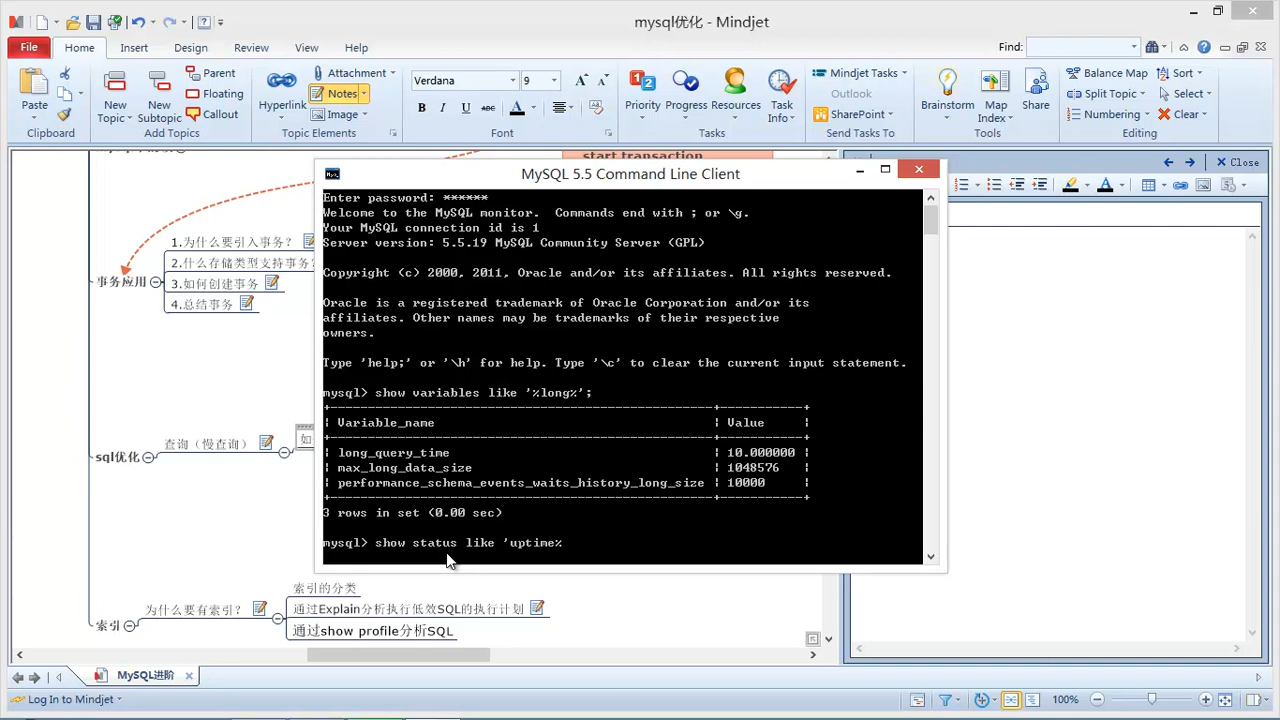 mysql优化 - Mindjet
File
Home
Insert
Design
Review
View
Help
Find:
Paste
Clipboard
New Topic
New Subtopic
Parent
Floating
Callout
Add Topics
Hyperlink
Attachment
Notes
Image
Topic Elements
Verdana
9
B I U abc A
Font
Priority
Progress
Resources
Task Info
Tasks
Mindjet Tasks
Outlook
SharePoint
Send Tasks To
Brainstorm
Map Index
Share
Tools
Balance Map
Split Topic
Numbering
Sort
Select
Clear
Editing
start transaction
Close
MySQL 5.5 Command Line Client
Enter password: ******
Welcome to the MySQL monitor.  Commands end with ; or \g.
Your MySQL connection id is 1
Server version: 5.5.19 MySQL Community Server (GPL)
Copyright (c) 2000, 2011, Oracle and/or its affiliates. All rights reserved.
Oracle is a registered trademark of Oracle Corporation and/or its
affiliates. Other names may be trademarks of their respective
owners.
Type 'help;' or '\h' for help. Type '\c' to clear the current input statement.
mysql> show variables like '%long%';
| Variable_name | Value |
| long_query_time | 10.000000 |
| max_long_data_size | 1048576 |
| performance_schema_events_waits_history_long_size | 10000 |
3 rows in set (0.00 sec)
mysql> show status like 'uptime%
事务应用
1.为什么要引入事务？
2.什么存储类型支持事务?
3.如何创建事务
4.总结事务
sql优化
查询（慢查询）
如
索引
为什么要有索引?
索引的分类
通过Explain分析执行低效SQL的执行计划
通过show profile分析SQL
MySQL进阶
Log In to Mindjet
100%